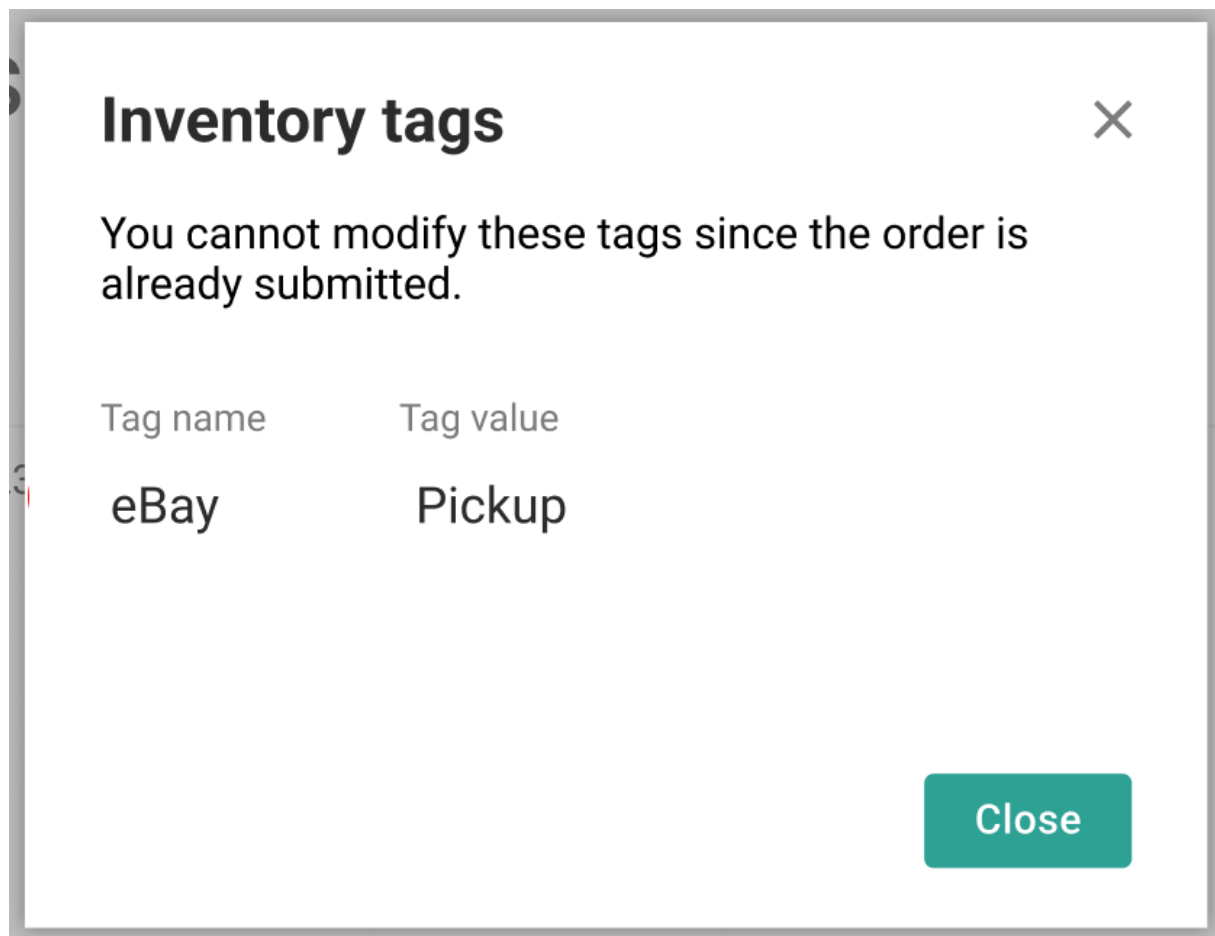 Inventory tags
You cannot modify these tags since the order is
already submitted.
Tag name Tag value
eBay Pickup
Close